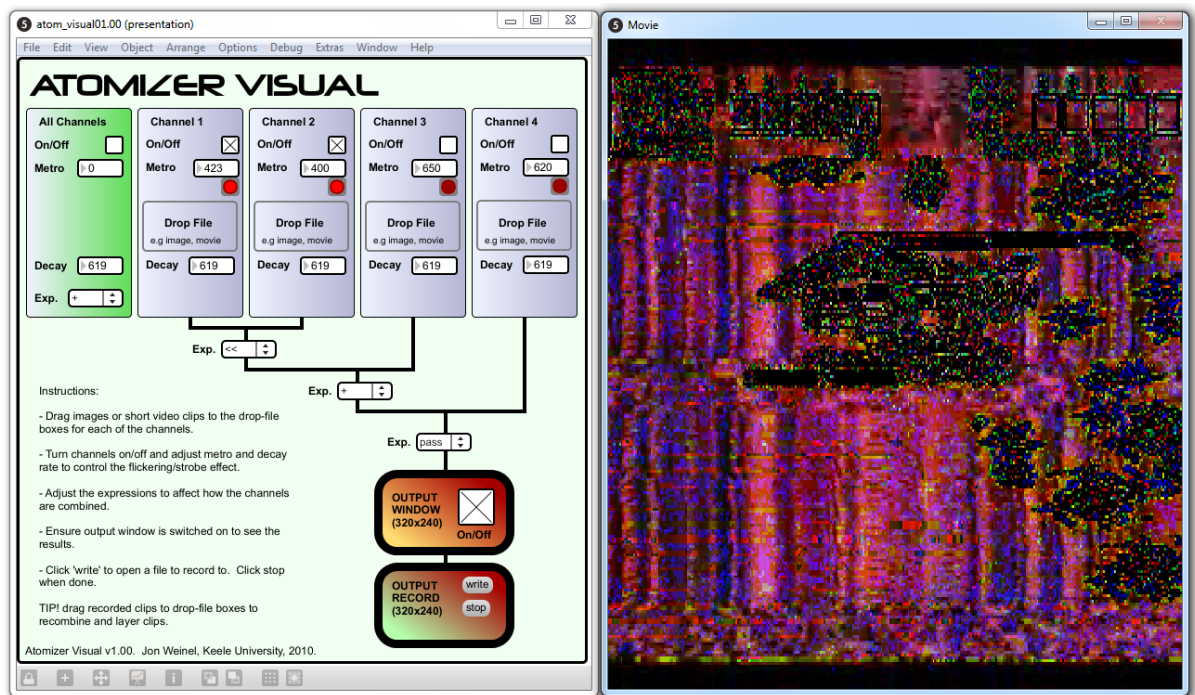 atom_visual01.00 (presentation)
File Edit View Object Arrange Options Debug Extras Window Help
ATOMIZER VISUAL
All Channels
On/Off
Metro 0
Decay 619
Exp. +
Channel 1
On/Off
Metro 423
Drop File
e.g image, movie
Decay 619
Channel 2
On/Off
Metro 400
Drop File
e.g image, movie
Decay 619
Channel 3
On/Off
Metro 650
Drop File
e.g image, movie
Decay 619
Channel 4
On/Off
Metro 620
Drop File
e.g image, movie
Decay 619
Exp. <<
Exp. +
Exp. pass
Instructions:
- Drag images or short video clips to the drop-file
boxes for each of the channels.
- Turn channels on/off and adjust metro and decay
rate to control the flickering/strobe effect.
- Adjust the expressions to affect how the channels
are combined.
- Ensure output window is switched on to see the
results.
- Click 'write' to open a file to record to. Click stop
when done.
TIP! drag recorded clips to drop-file boxes to
recombine and layer clips.
OUTPUT
WINDOW
(320x240)
On/Off
OUTPUT
RECORD
(320x240)
write
stop
Atomizer Visual v1.00. Jon Weinel, Keele University, 2010.
5 Movie